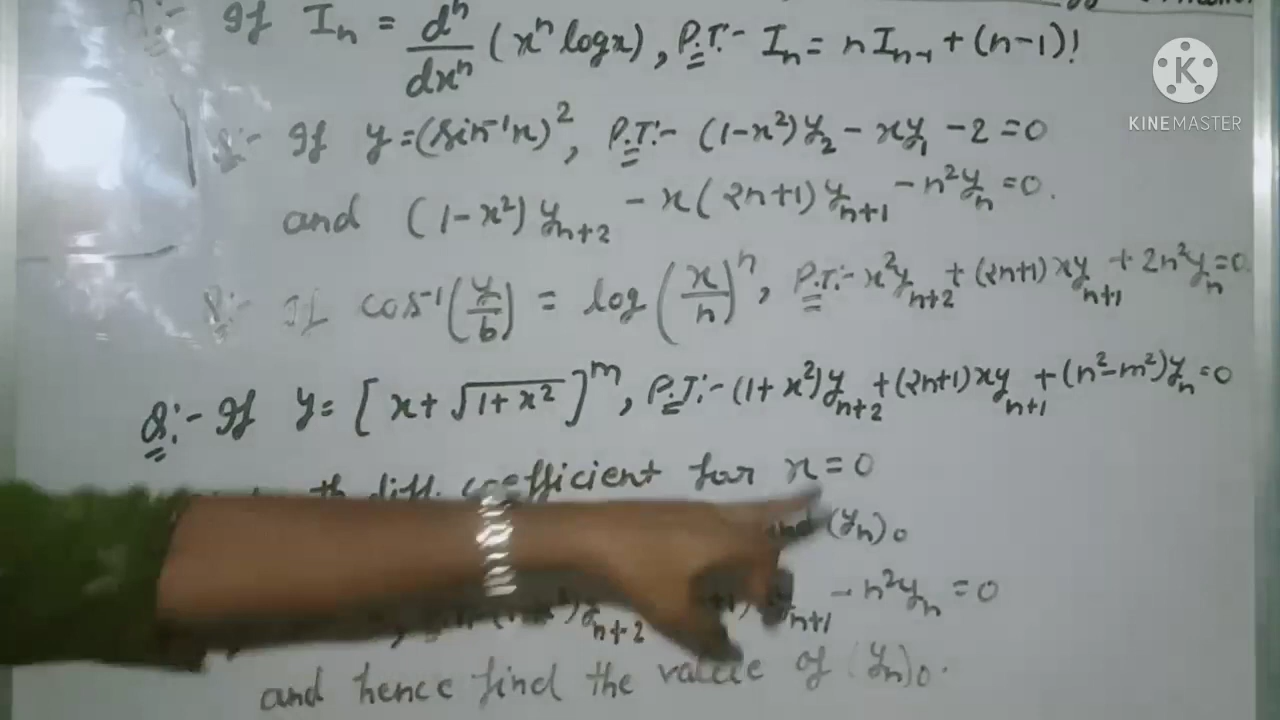 Q:- If Iₙ = dⁿ/dxⁿ (xⁿ log x), P.T:- Iₙ = n Iₙ₋₁ + (n-1)!
KINEMASTER
Q:- If y = (sin⁻¹x)², P.T:- (1-x²)y₂ - xy₁ - 2 = 0
and (1-x²) yₙ₊₂ - x(2n+1) yₙ₊₁ - n²yₙ = 0.
Q:- If cos⁻¹(y/b) = log(x/n)ⁿ, P.T:- x²yₙ₊₂ + (2n+1)xyₙ₊₁ + 2n²yₙ = 0
Q:- If y = [x + √(1+x²)]ᵐ, P.T:- (1+x²)yₙ₊₂ + (2n+1)xyₙ₊₁ + (n²-m²)yₙ = 0
th diff. coefficient for x = 0
(yₙ)₀
ₙ₊₂ ₙ₊₁ - n²yₙ = 0
and hence find the value of (yₙ)₀.